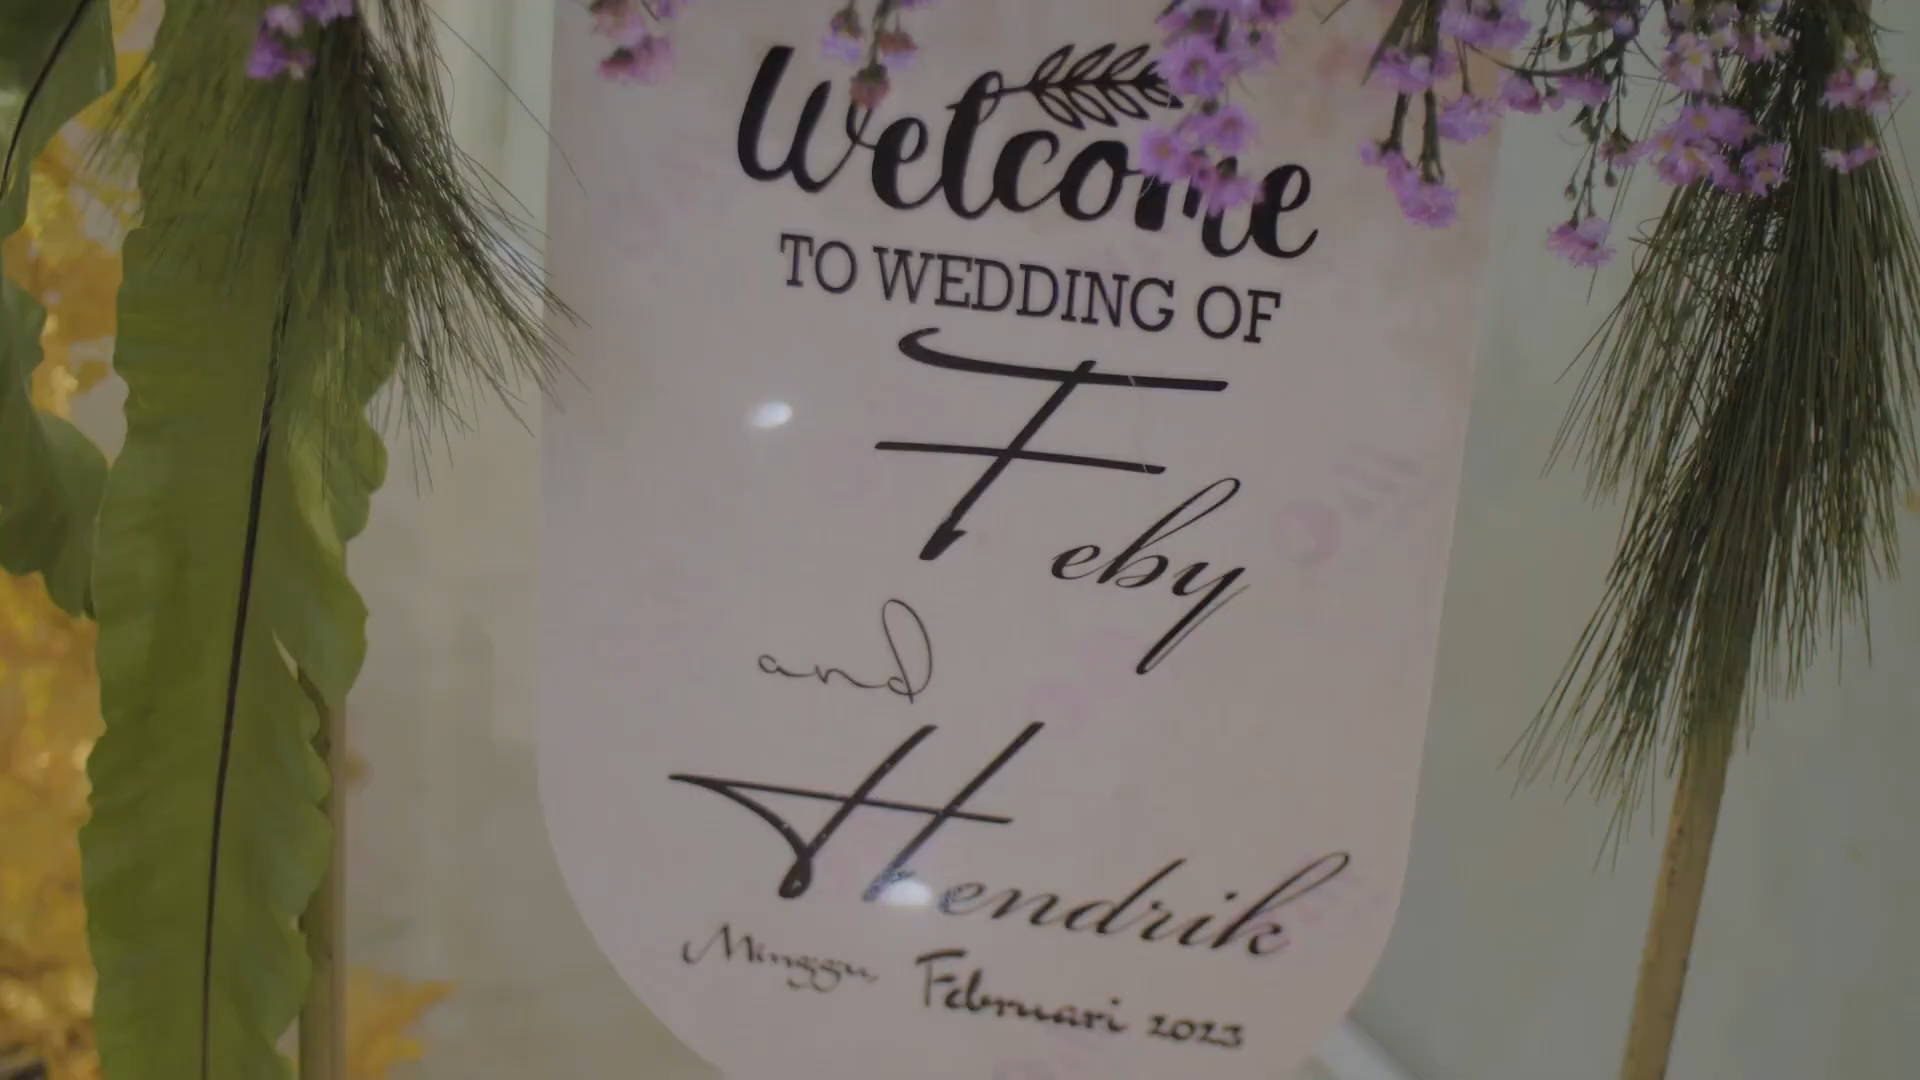 Welcome
TO WEDDING OF
Feby
and
Hendrik
Minggu, Februari 2023